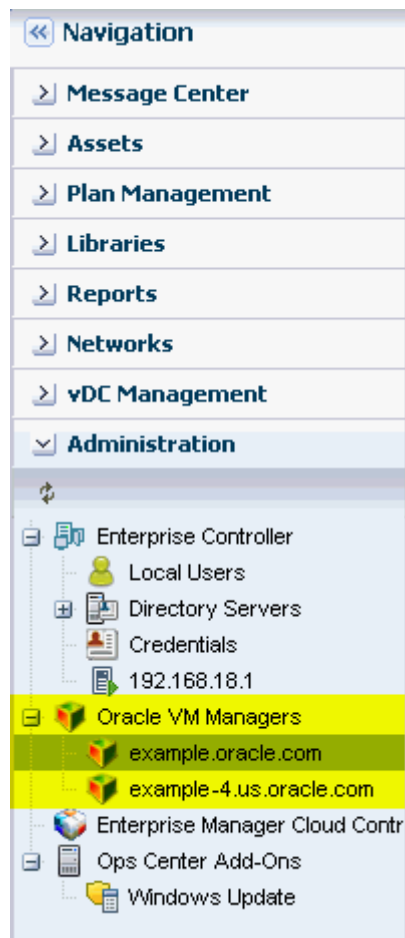 Navigation
Message Center
Assets
Plan Management
Libraries
Reports
Networks
vDC Management
Administration
Enterprise Controller
Local Users
Directory Servers
Credentials
192.168.18.1
Oracle VM Managers
example.oracle.com
example-4.us.oracle.com
Enterprise Manager Cloud Contr
Ops Center Add-Ons
Windows Update